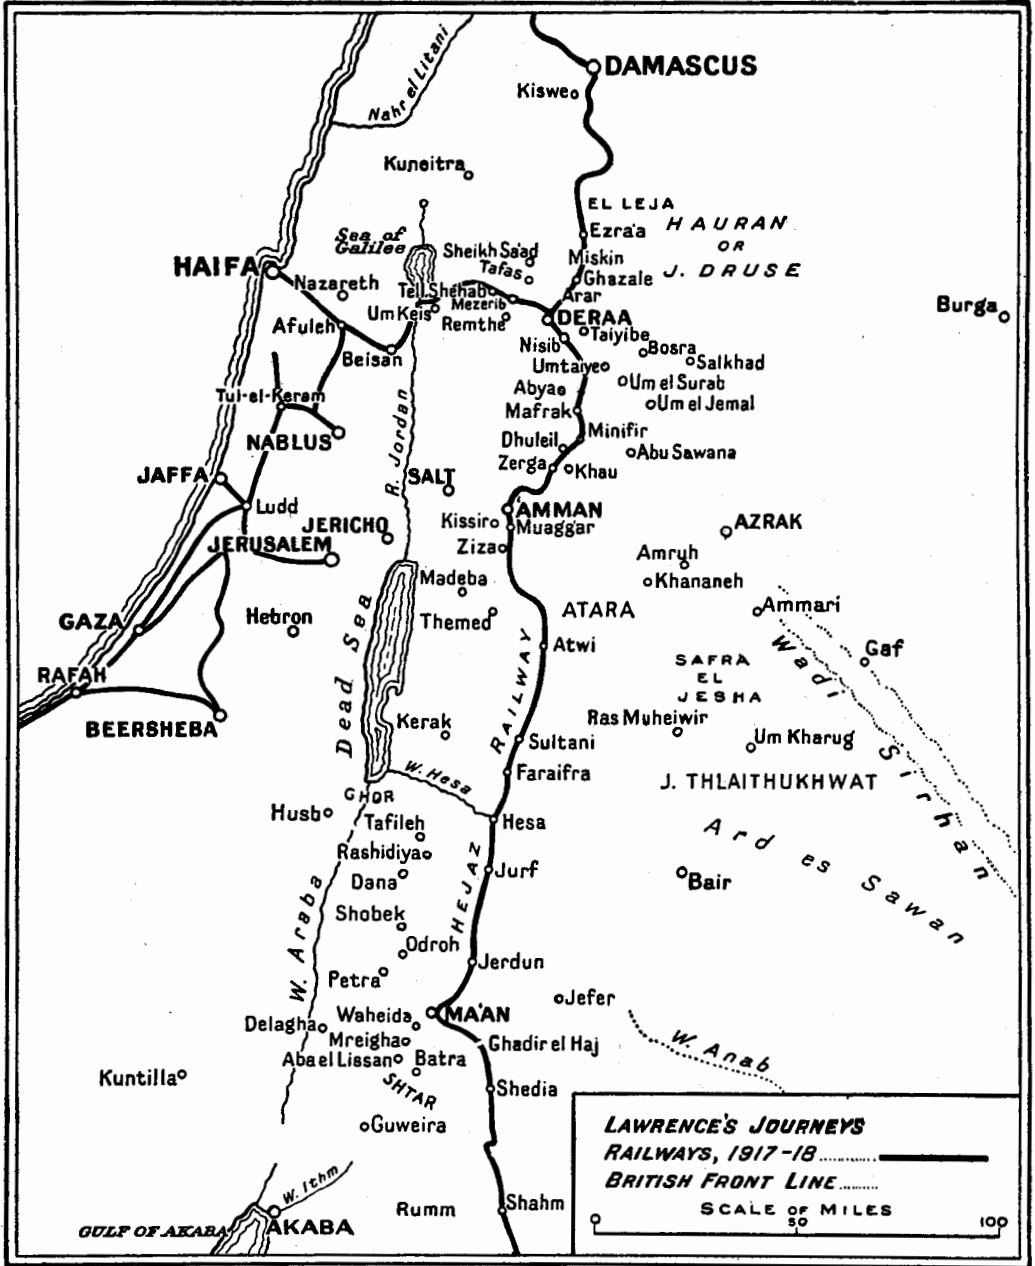 DAMASCUS
Kiswe
Nahr el Litani
Kuneitra
EL LEJA
HAURAN
OR
J. DRUSE
Ezra'a
Sea of
Galilee
Sheikh Sa'ad
Tafas
Miskin
Ghazale
Arar
HAIFA
Nazareth
Tell Shehab
Mezerib
Um Keis
Remthe
DERAA
Burga
Afuleh
Beisan
Taiyibe
Nisib
Bosra
Salkhad
Umtaiye
Um el Surab
Abyae
Um el Jemal
Tul-el-Keram
Mafrak
NABLUS
R. Jordan
Minifir
Dhuleil
Abu Sawana
Zerga
Khau
JAFFA
SALT
Ludd
'AMMAN
JERICHO
Kissir
Muaggar
AZRAK
JERUSALEM
Ziza
Amruh
Khananeh
Madeba
Themed
ATARA
Ammari
GAZA
Hebron
Dead Sea
Atwi
Gaf
RAFAH
SAFRA
EL
JESHA
Wadi Sirhan
BEERSHEBA
Kerak
RAILWAY
Ras Muheiwir
Sultani
Um Kharug
W. Hesa
Faraifra
J. THLAITHUKHWAT
GHOR
Husb
Tafileh
Hesa
Ard es Sawan
Rashidiya
Dana
Jurf
Bair
HEJAZ
Shobek
W. Araba
Odroh
Jerdun
Petra
Jefer
Waheida
MA'AN
Delagha
Mreigha
Ghadir el Haj
W. Anab
Aba el Lissan
Batra
Kuntilla
SHTAR
Shedia
Guweira
W. Ithm
Rumm
Shahm
GULF OF AKABA
AKABA
LAWRENCE'S JOURNEYS
RAILWAYS, 1917-18
BRITISH FRONT LINE
SCALE OF MILES
0 50 100